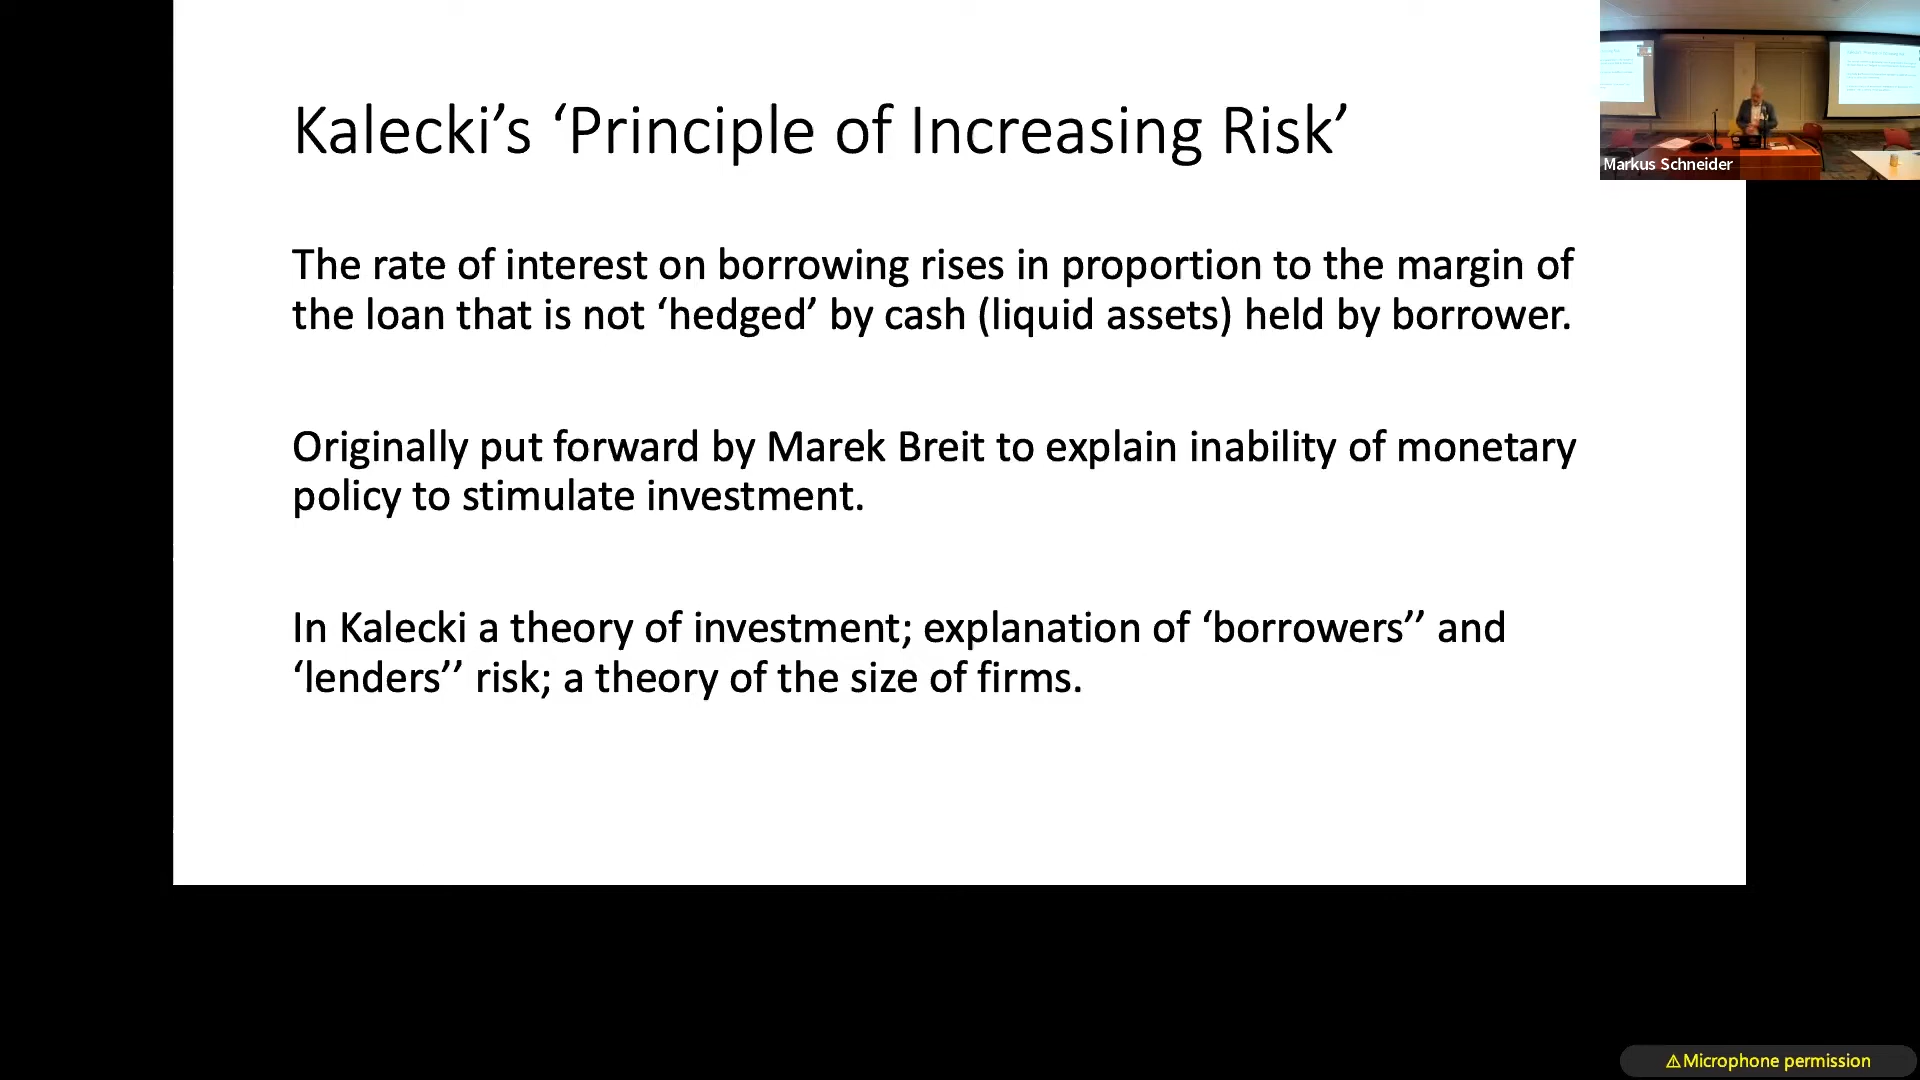 Kalecki’s ‘Principle of Increasing Risk’
The rate of interest on borrowing rises in proportion to the margin of
the loan that is not ‘hedged’ by cash (liquid assets) held by borrower.
Originally put forward by Marek Breit to explain inability of monetary
policy to stimulate investment.
In Kalecki a theory of investment; explanation of ‘borrowers’’ and
‘lenders’’ risk; a theory of the size of firms.
Markus Schneider
⚠Microphone permission